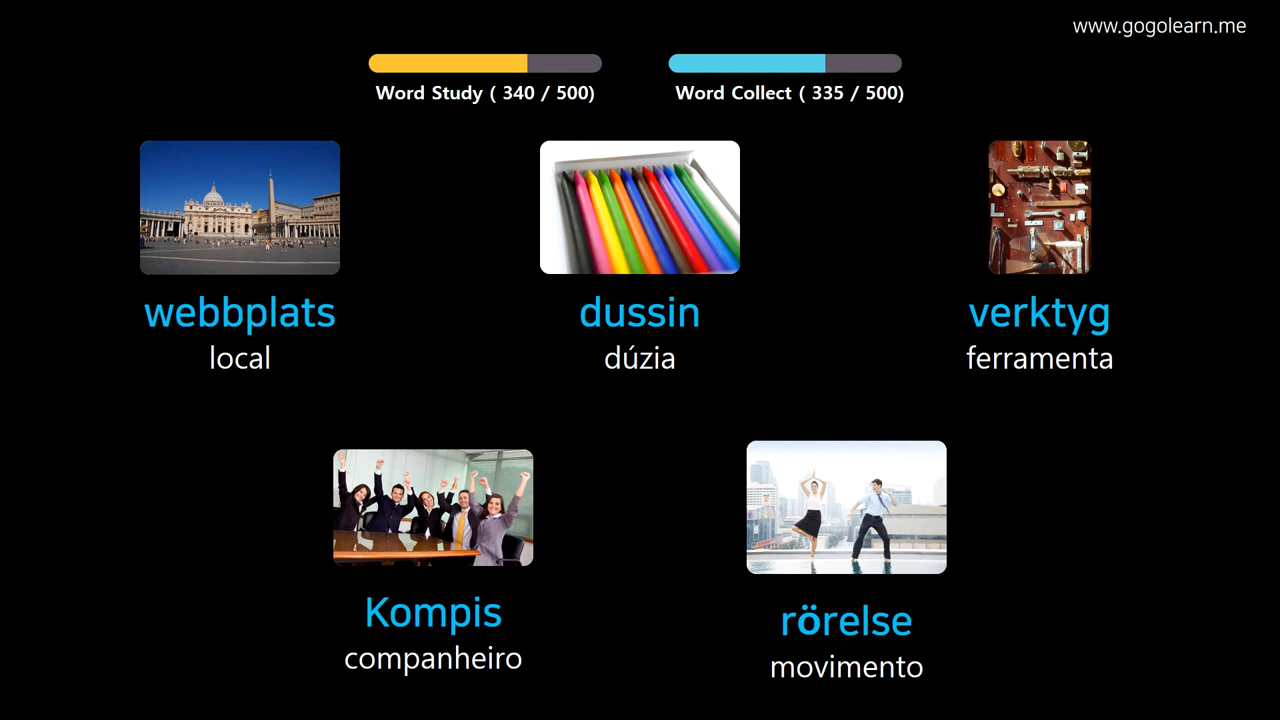 www.gogolearn.me
Word Study ( 340 / 500)
Word Collect ( 335 / 500)
webbplats
local
dussin
dúzia
verktyg
ferramenta
Kompis
companheiro
rörelse
movimento